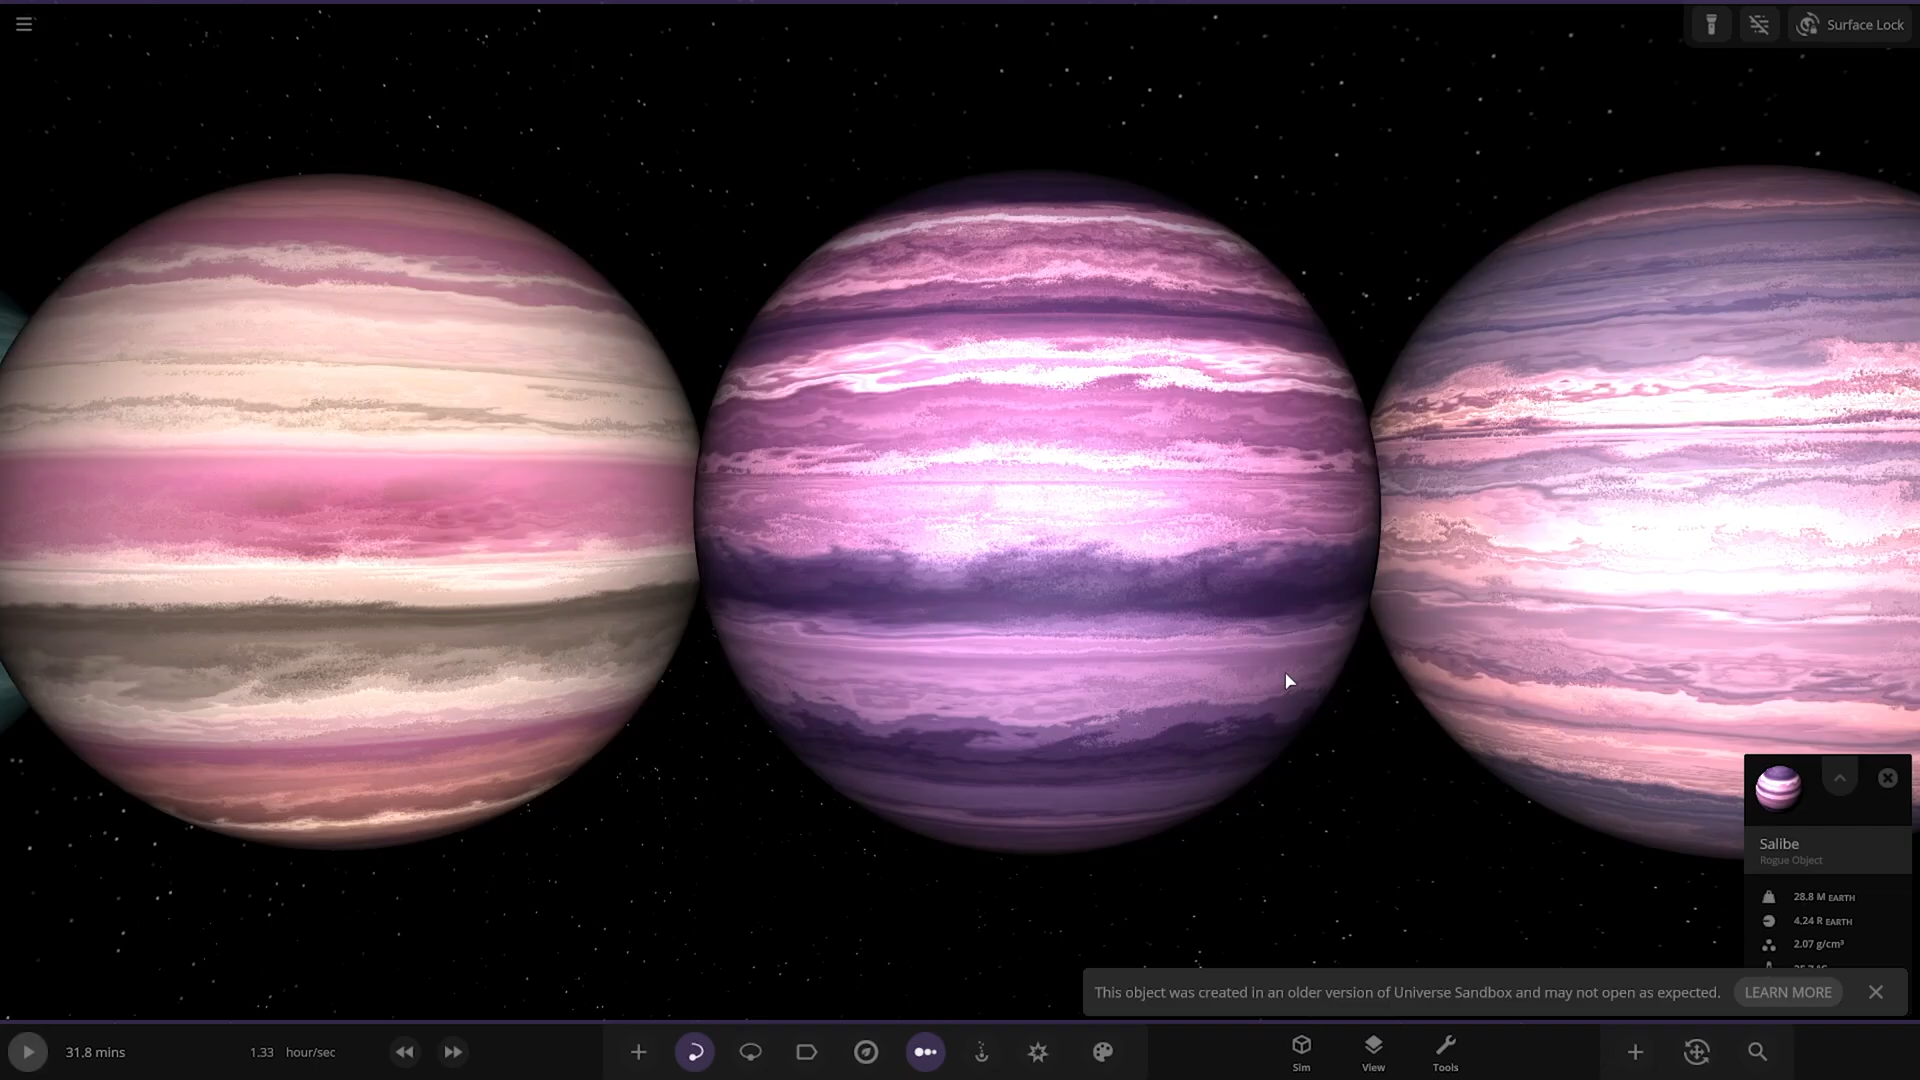 Surface Lock
Salibe
Rogue Object
28.8 M EARTH
4.24 R EARTH
2.07 g/cm³
This object was created in an older version of Universe Sandbox and may not open as expected.
LEARN MORE
31.8 mins
1.33 hour/sec
Sim
View
Tools